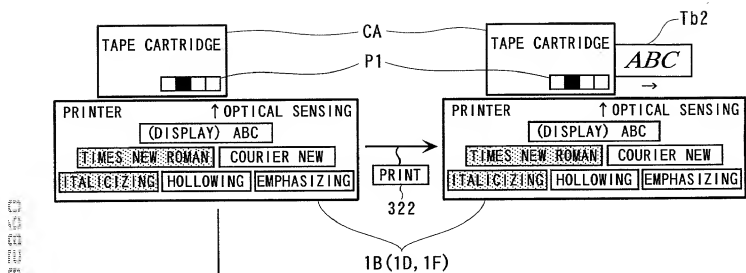 CA
Tb2
TAPE CARTRIDGE
TAPE CARTRIDGE
ABC
P1
PRINTER ↑OPTICAL SENSING
PRINTER ↑OPTICAL SENSING
(DISPLAY) ABC
(DISPLAY) ABC
TIMES NEW ROMAN COURIER NEW
TIMES NEW ROMAN COURIER NEW
ITALICIZING HOLLOWING EMPHASIZING
PRINT
ITALICIZING HOLLOWING EMPHASIZING
322
1B(1D, 1F)